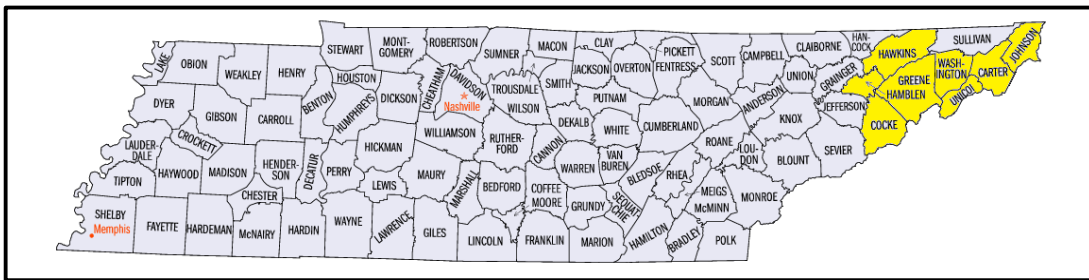 LAKE
OBION
WEAKLEY
HENRY
STEWART
MONT-
GOMERY
ROBERTSON
SUMNER
MACON
CLAY
PICKETT
FENTRESS
SCOTT
CAMPBELL
CLAIBORNE
HAN-
COCK
HAWKINS
SULLIVAN
JOHNSON
DYER
GIBSON
CARROLL
BENTON
HOUSTON
HUMPHREYS
DICKSON
CHEATHAM
DAVIDSON
Nashville
TROUSDALE
WILSON
SMITH
JACKSON
OVERTON
PUTNAM
MORGAN
ANDERSON
UNION
GRAINGER
HAMBLEN
GREENE
WASH-
INGTON
UNICOI
CARTER
LAUDER-
DALE
CROCKETT
HAYWOOD
MADISON
HENDER-
SON
DECATUR
PERRY
HICKMAN
WILLIAMSON
RUTHER-
FORD
CANNON
DEKALB
WHITE
CUMBERLAND
ROANE
LOU-
DON
KNOX
JEFFERSON
SEVIER
COCKE
TIPTON
CHESTER
LEWIS
MAURY
MARSHALL
BEDFORD
COFFEE
MOORE
WARREN
VAN
BUREN
BLEDSOE
RHEA
MEIGS
McMINN
MONROE
BLOUNT
SHELBY
Memphis
FAYETTE
HARDEMAN
McNAIRY
HARDIN
WAYNE
LAWRENCE
GILES
LINCOLN
FRANKLIN
GRUNDY
MARION
SEQUAT-
CHIE
HAMILTON
BRADLEY
POLK